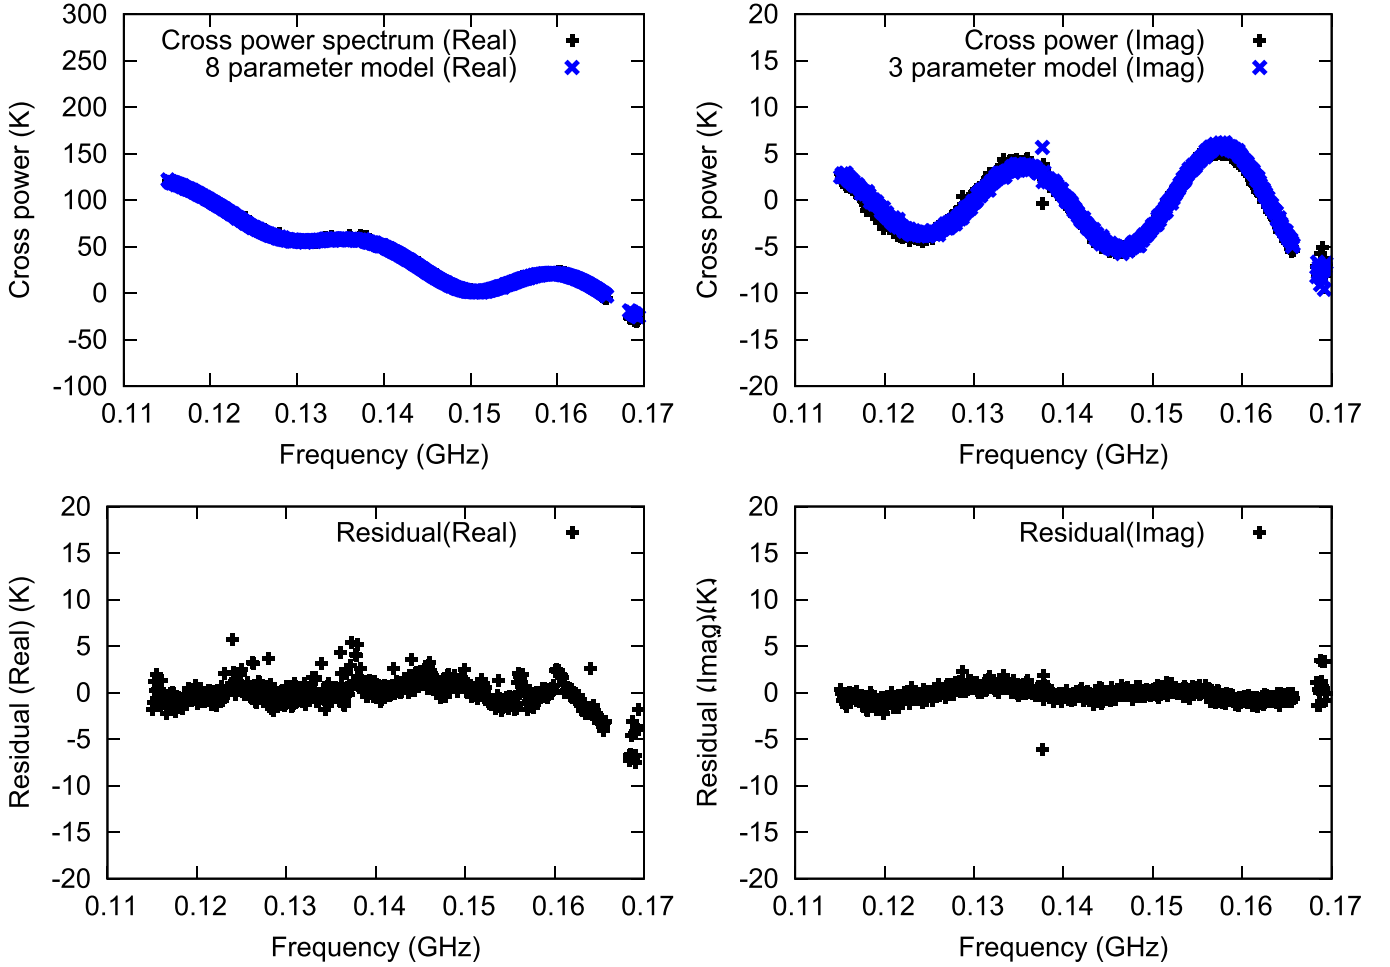 300
250
200
150
100
50
0
-50
-100
Cross power (K)
Cross power spectrum (Real)
8 parameter model (Real)
0.11 0.12 0.13 0.14 0.15 0.16 0.17
Frequency (GHz)
20
15
10
5
0
-5
-10
-15
-20
Cross power (K)
Cross power (Imag)
3 parameter model (Imag)
0.11 0.12 0.13 0.14 0.15 0.16 0.17
Frequency (GHz)
20
15
10
5
0
-5
-10
-15
-20
Residual (Real) (K)
Residual(Real)
0.11 0.12 0.13 0.14 0.15 0.16 0.17
Frequency (GHz)
20
15
10
5
0
-5
-10
-15
-20
Residual (Imag)(K)
Residual(Imag)
0.11 0.12 0.13 0.14 0.15 0.16 0.17
Frequency (GHz)